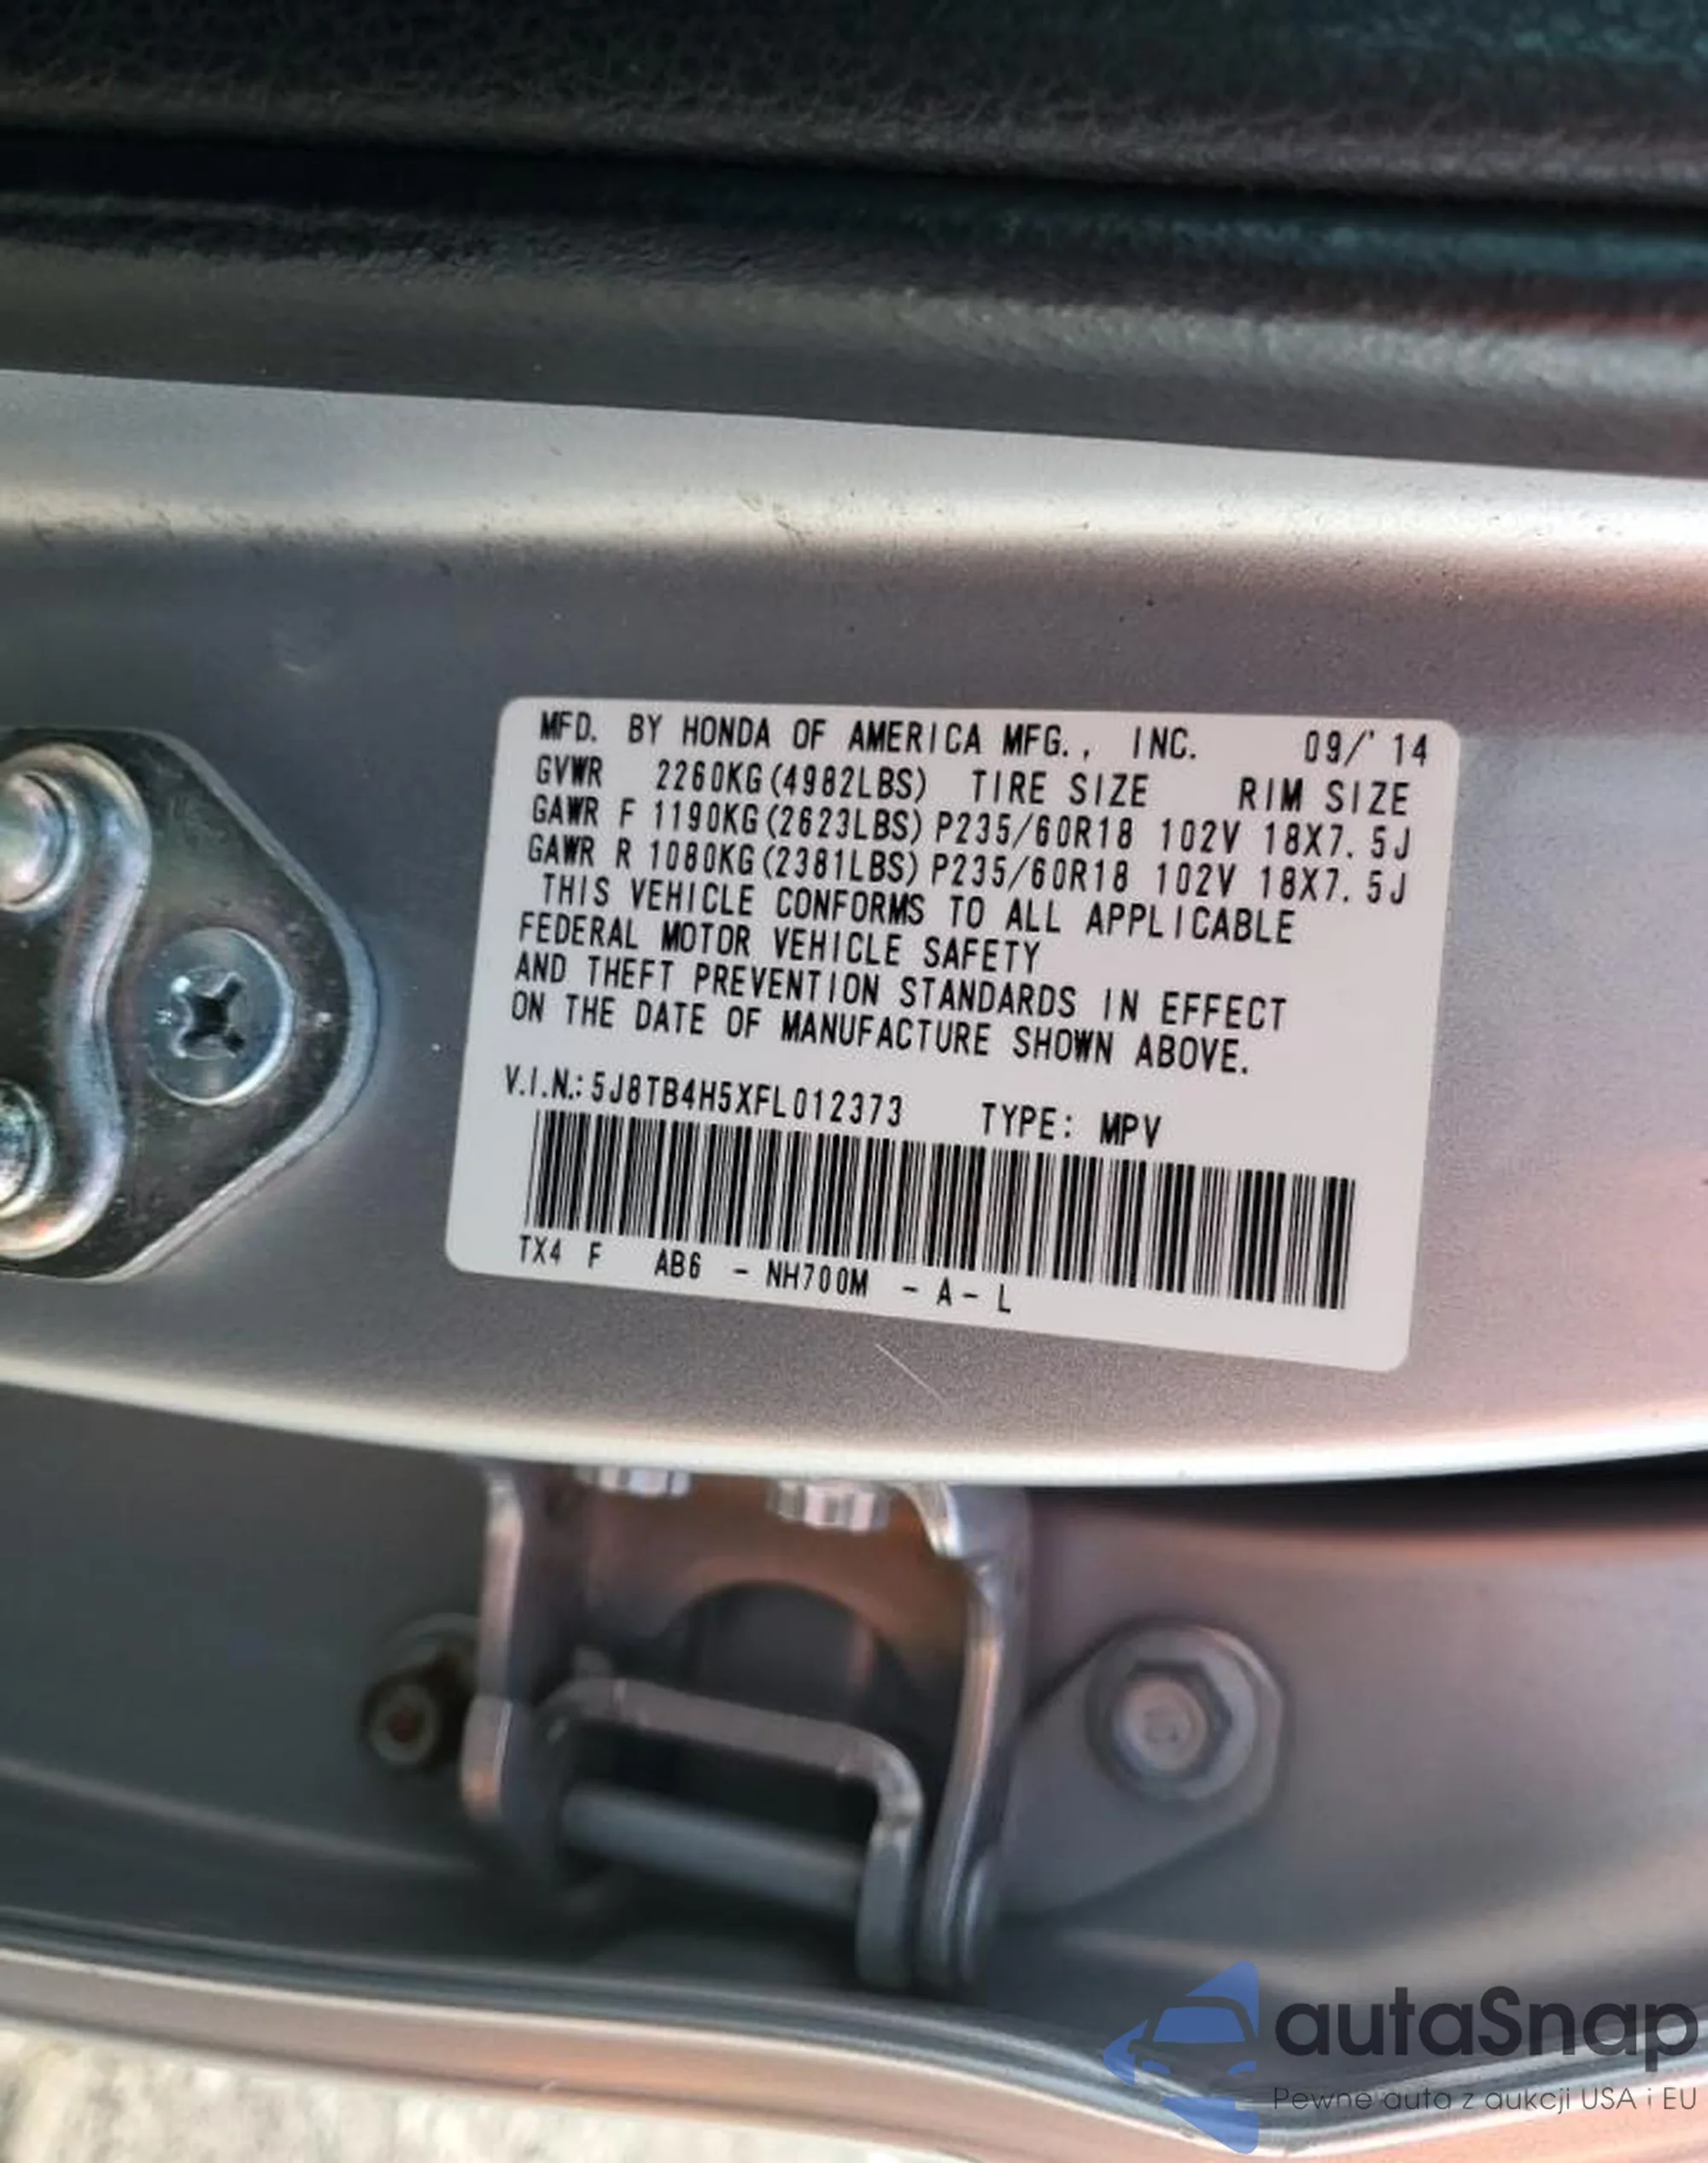 MFD. BY HONDA OF AMERICA MFG., INC. 09/'14
GVWR 2260KG(4982LBS) TIRE SIZE RIM SIZE
GAWR F 1190KG(2623LBS) P235/60R18 102V 18X7.5J
GAWR R 1080KG(2381LBS) P235/60R18 102V 18X7.5J
THIS VEHICLE CONFORMS TO ALL APPLICABLE
FEDERAL MOTOR VEHICLE SAFETY
AND THEFT PREVENTION STANDARDS IN EFFECT
ON THE DATE OF MANUFACTURE SHOWN ABOVE.
V.I.N.: 5J8TB4H5XFL012373 TYPE: MPV
TX4 F AB6 - NH700M - A - L
autaSnap
Pewne auta z aukcji USA i EU